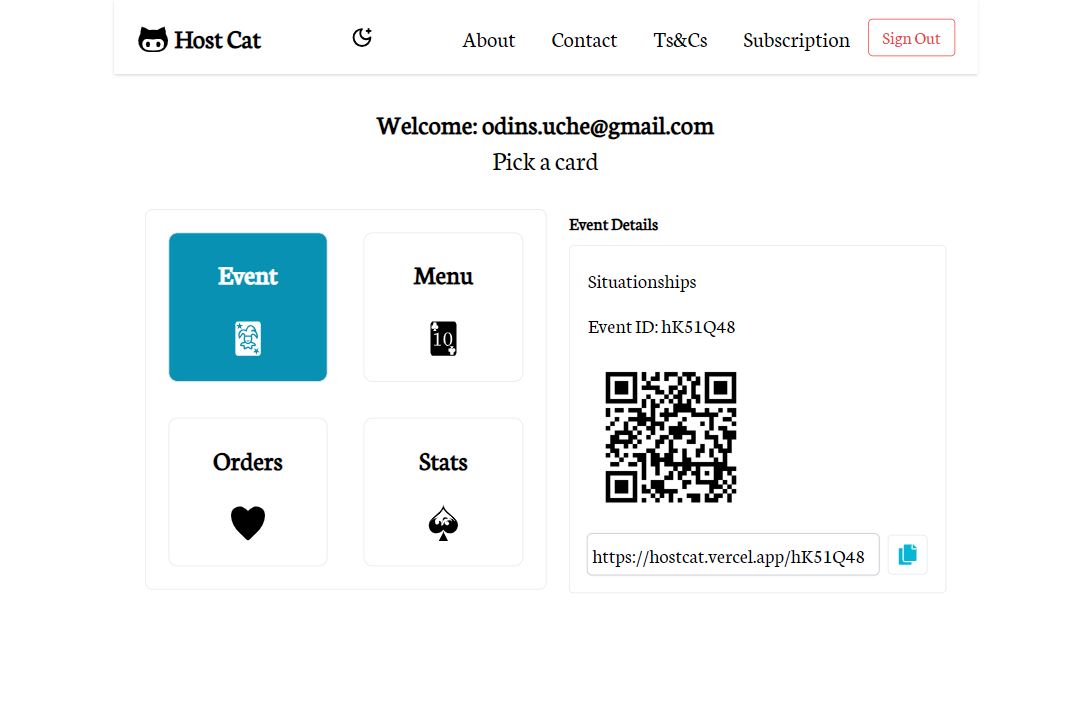 Host Cat
About
Contact
Ts&Cs
Subscription
Sign Out
Welcome: odins.uche@gmail.com
Pick a card
Event
Menu
10
Orders
Stats
Event Details
Situationships
Event ID: hK51Q48
https://hostcat.vercel.app/hK51Q48